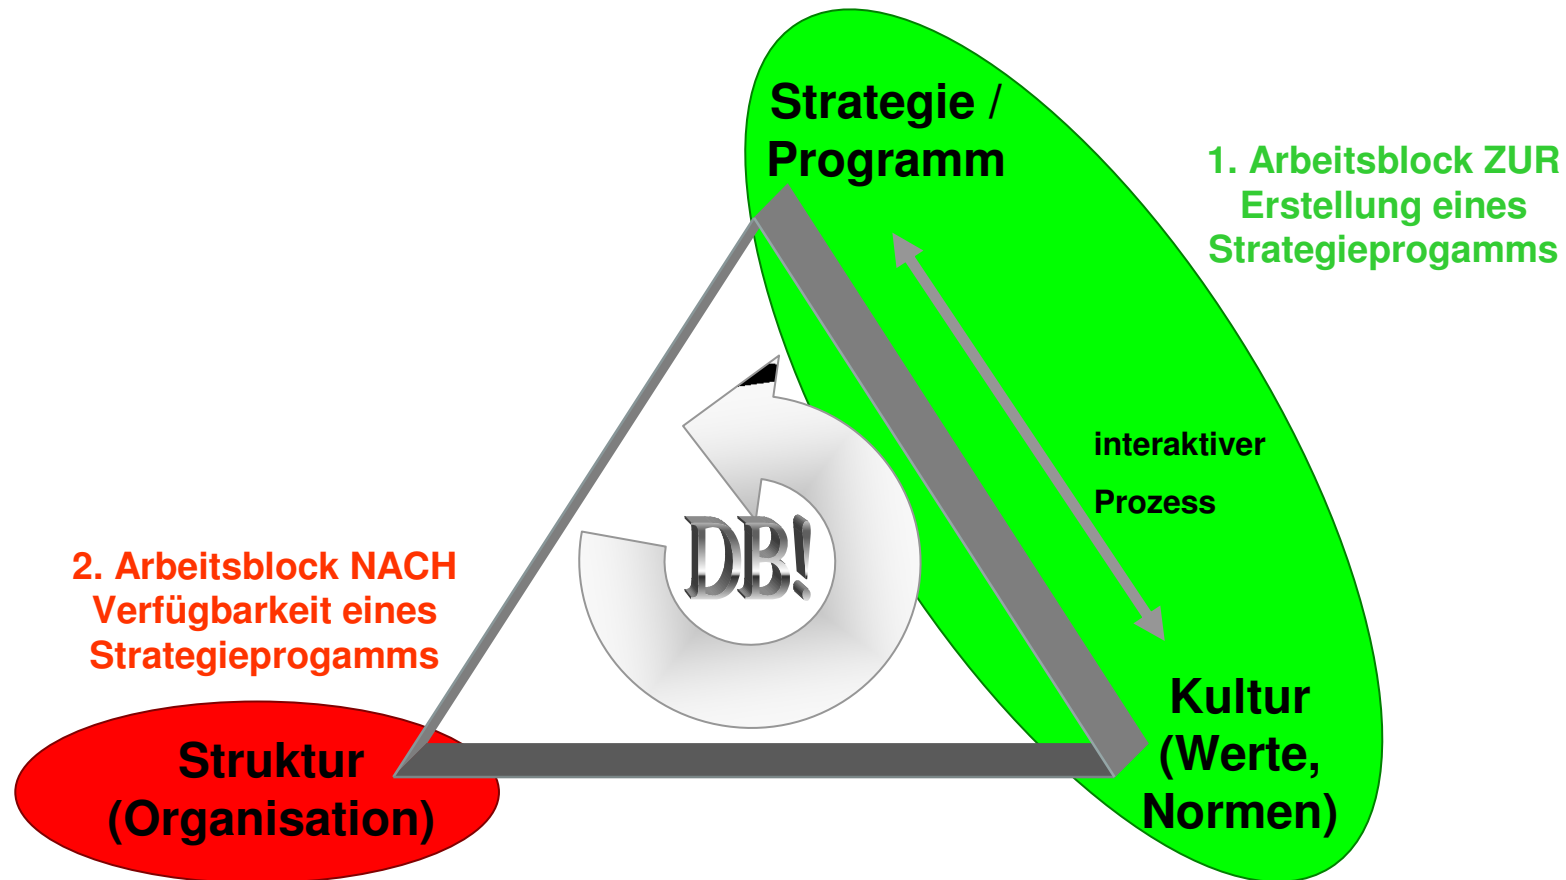 Strategie /
Programm
1. Arbeitsblock ZUR
Erstellung eines
Strategieprogamms
interaktiver
Prozess
DB!
2. Arbeitsblock NACH
Verfügbarkeit eines
Strategieprogamms
Struktur
(Organisation)
Kultur
(Werte,
Normen)